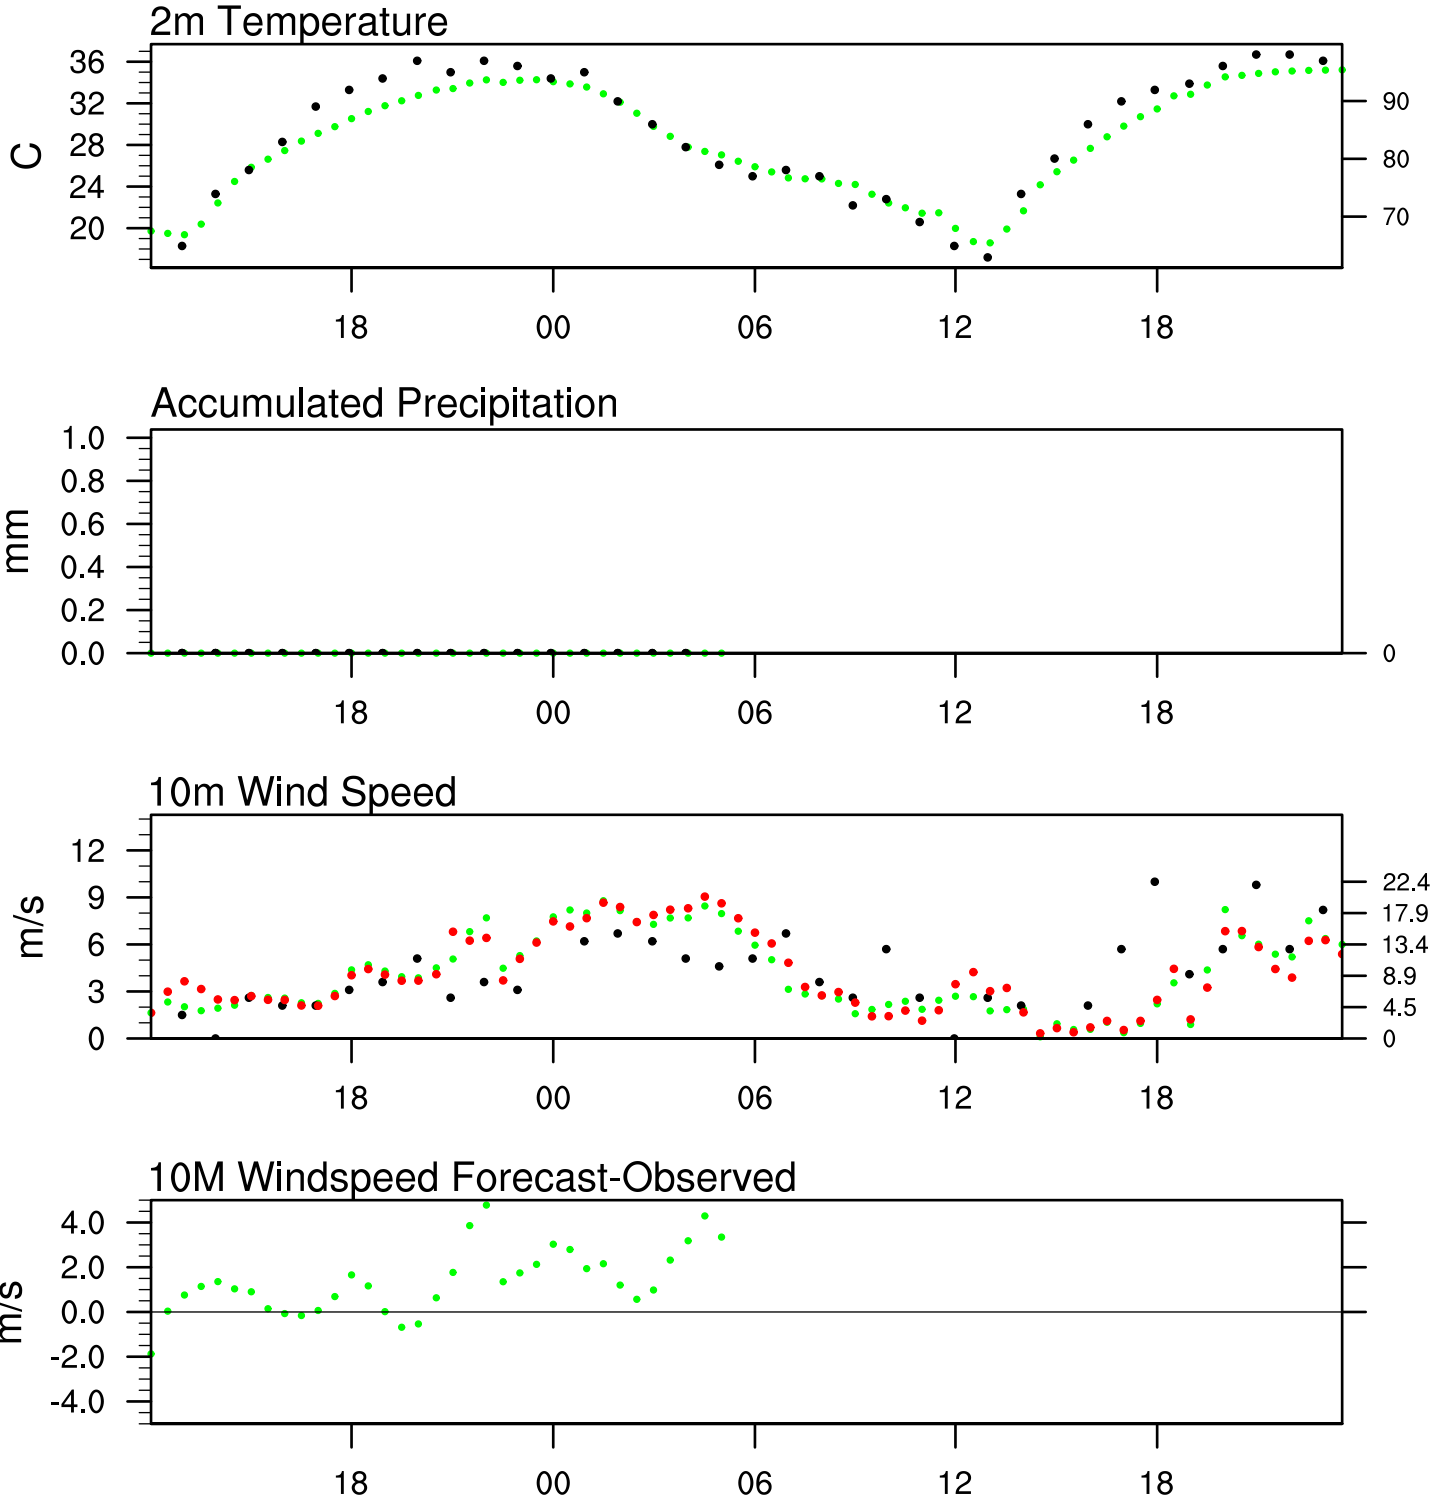 2m Temperature
36
32
28
24
20
C
90
80
70
18 00 06 12 18
Accumulated Precipitation
1.0
0.8
0.6
0.4
0.2
0.0
mm
0
18 00 06 12 18
10m Wind Speed
12
9
6
3
0
m/s
22.4
17.9
13.4
8.9
4.5
0
18 00 06 12 18
10M Windspeed Forecast-Observed
4.0
2.0
0.0
-2.0
-4.0
m/s
18 00 06 12 18